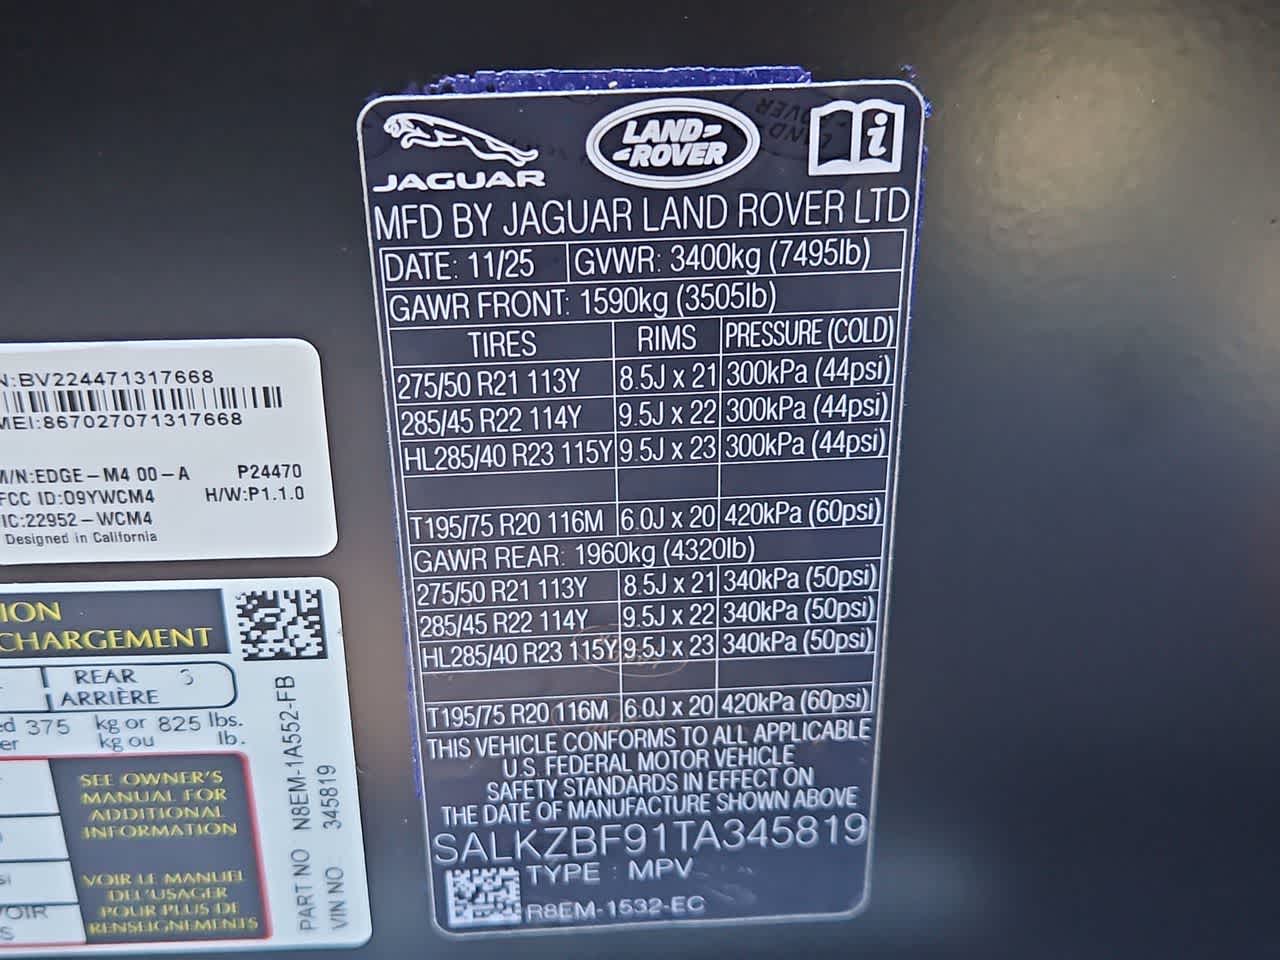 JAGUAR
LAND-
-ROVER
i
MFD BY JAGUAR LAND ROVER LTD
DATE: 11/25 GVWR: 3400kg (7495lb)
GAWR FRONT: 1590kg (3505lb)
TIRES RIMS PRESSURE (COLD)
275/50 R21 113Y 8.5J x 21 300kPa (44psi)
285/45 R22 114Y 9.5J x 22 300kPa (44psi)
HL285/40 R23 115Y 9.5J x 23 300kPa (44psi)
T195/75 R20 116M 6.0J x 20 420kPa (60psi)
GAWR REAR: 1960kg (4320lb)
275/50 R21 113Y 8.5J x 21 340kPa (50psi)
285/45 R22 114Y 9.5J x 22 340kPa (50psi)
HL285/40 R23 115Y 9.5J x 23 340kPa (50psi)
T195/75 R20 116M 6.0J x 20 420kPa (60psi)
THIS VEHICLE CONFORMS TO ALL APPLICABLE
U.S. FEDERAL MOTOR VEHICLE
SAFETY STANDARDS IN EFFECT ON
THE DATE OF MANUFACTURE SHOWN ABOVE
SALKZBF91TA345819
TYPE : MPV
R8EM-1532-EC
N:BV224471317668
MEI:867027071317668
M/N:EDGE-M4 00-A P24470
FCC ID:O9YWCM4 H/W:P1.1.0
IC:22952-WCM4
Designed in California
ION
CHARGEMENT
REAR 3
ARRIÈRE
ed 375 kg or 825 lbs.
er kg ou lb.
SEE OWNER'S
MANUAL FOR
ADDITIONAL
INFORMATION
VOIR LE MANUEL
DE L'USAGER
POUR PLUS DE
RENSEIGNEMENTS
OIR
S
PART NO N8EM-1A552-FB
VIN NO. 345819